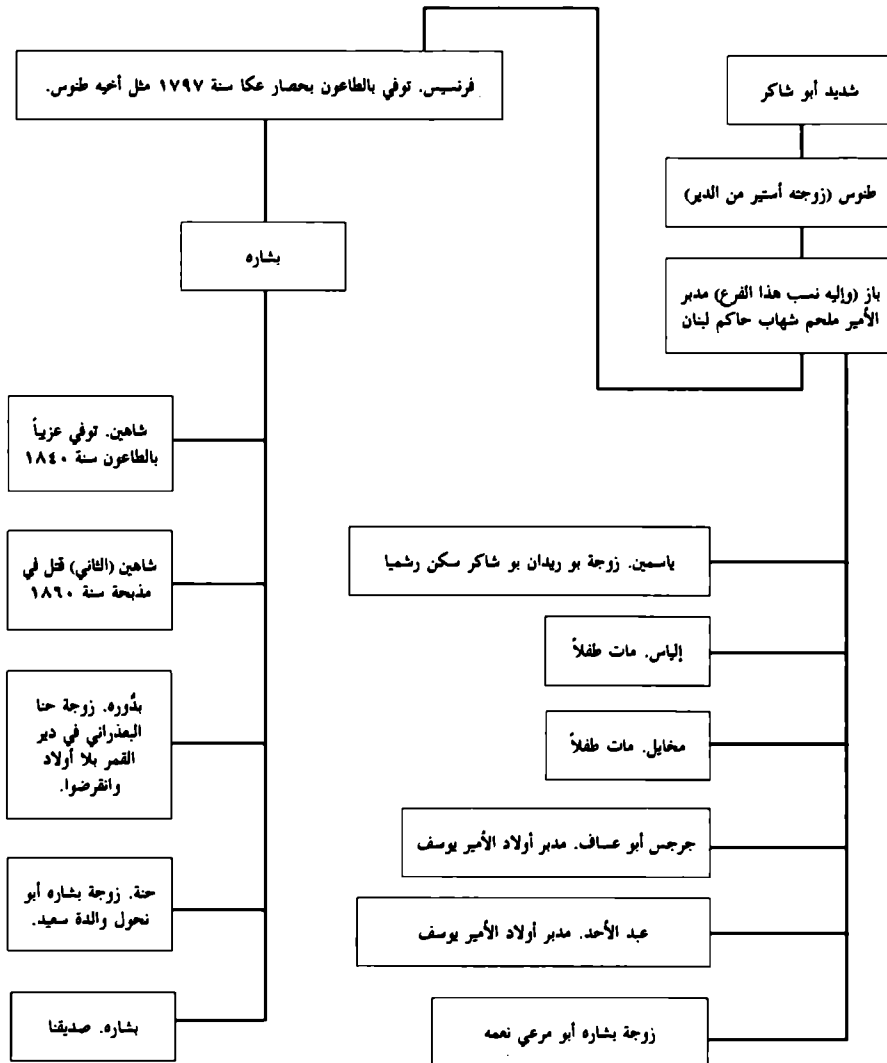 شديد أبو شاكر
طنوس (زوجته أستير من الدير)
باز (وإليه نسب هذا الفرع) مدبر
الأمير ملحم شهاب حاكم لبنان
ياسمين. زوجة بو ريدان بو شاكر سكن رشميا
إلياس. مات طفلاً
مخايل. مات طفلاً
جرجس أبو عساف. مدبر أولاد الأمير يوسف
عبد الأحد. مدبر أولاد الأمير يوسف
زوجة بشاره أبو مرعي نعمه
فرنسيس. توفي بالطاعون بحصار عكا سنة ١٧٩٧ مثل أخيه طنوس.
بشاره
شاهين. توفي عزيباً
بالطاعون سنة ١٨٤٠
شاهين (الثاني) قتل في
مذبحة سنة ١٨٦٠
بدُّوره. زوجة حنا
البعذراني في دير
القمر بلا أولاد
وانقرضوا.
حنة. زوجة بشاره أبو
نحول والدة سعيد.
بشاره. صديقنا